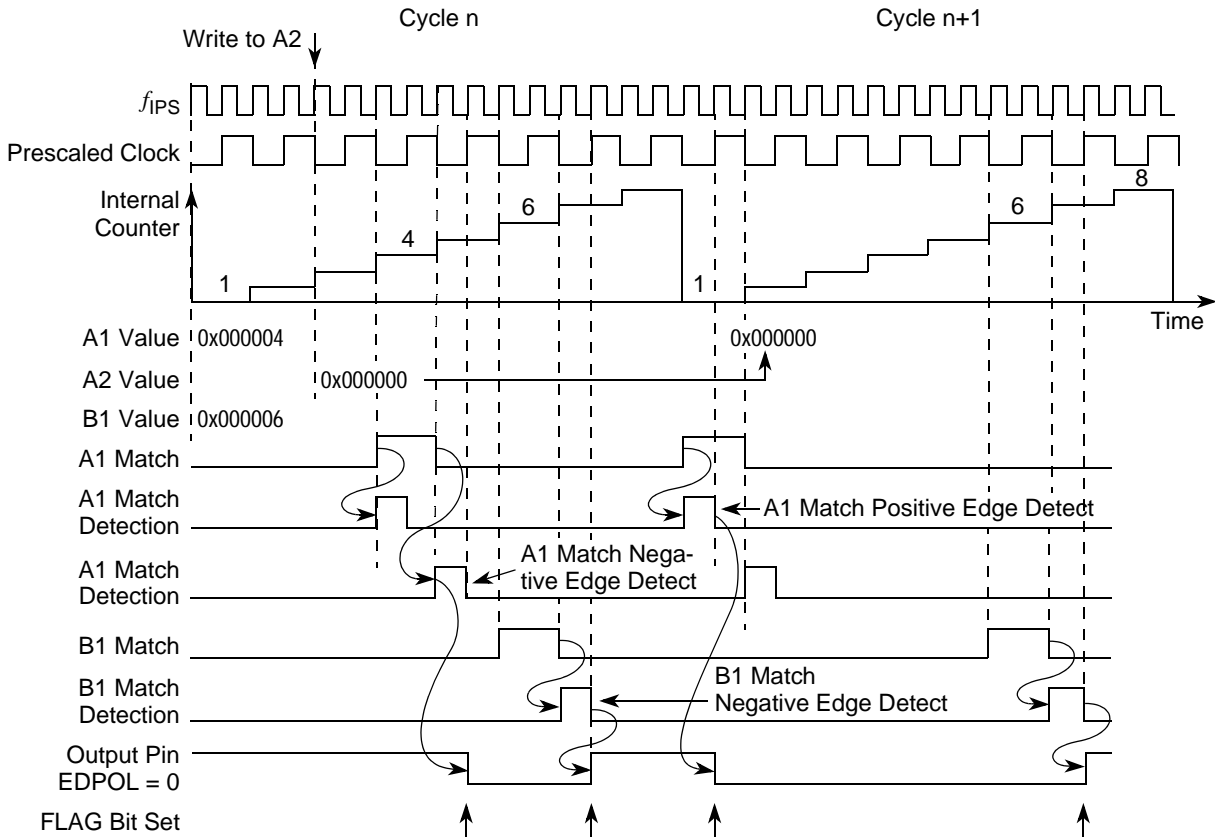 Cycle n
Cycle n+1
Write to A2
fIPS
Prescaled Clock
Internal
Counter
1
4
6
1
6
8
Time
A1 Value
0x000004
0x000000
A2 Value
0x000000
B1 Value
0x000006
A1 Match
A1 Match
Detection
A1 Match Positive Edge Detect
A1 Match
Detection
A1 Match Nega-
tive Edge Detect
B1 Match
B1 Match
Detection
B1 Match
Negative Edge Detect
Output Pin
EDPOL = 0
FLAG Bit Set